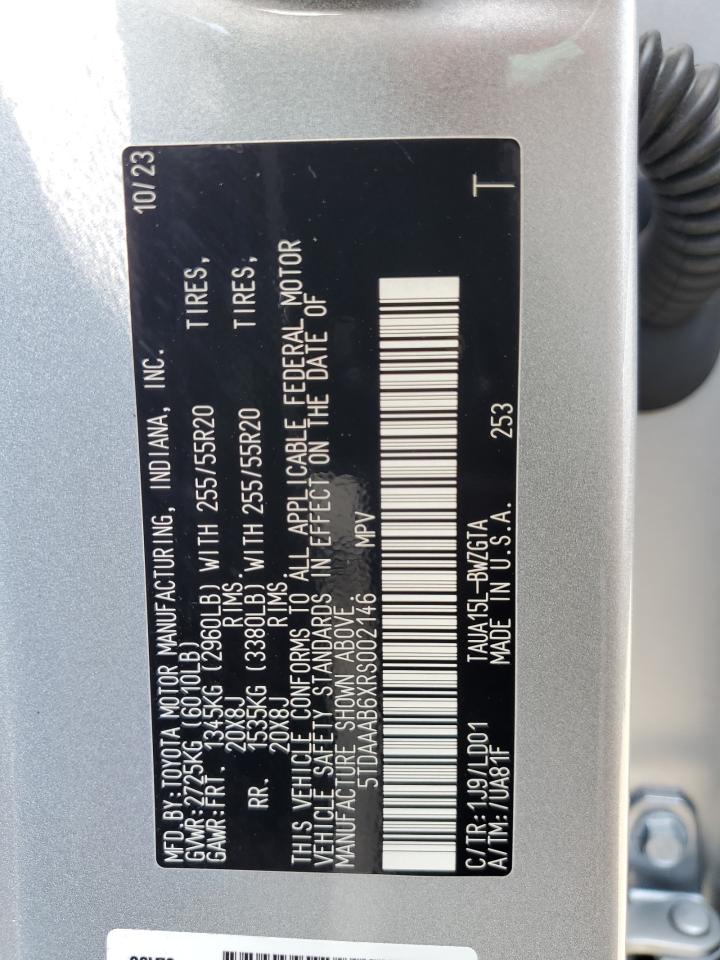 MFD.BY:TOYOTA MOTOR MANUFACTURING, INDIANA, INC. 10/23
GVWR:2725KG (6010LB)
GAWR:FRT. 1345KG (2960LB) WITH 255/55R20 TIRES,
20X8J RIMS.
RR. 1535KG (3380LB) WITH 255/55R20 TIRES,
20X8J RIMS.
THIS VEHICLE CONFORMS TO ALL APPLICABLE FEDERAL MOTOR
VEHICLE SAFETY STANDARDS IN EFFECT ON THE DATE OF
MANUFACTURE SHOWN ABOVE.
5TDAAAB6XRS002146 MPV
C/TR:1J9/LD01 TAUA15L-BWZGTA T
A/TM:/UA81F MADE IN U.S.A. 253